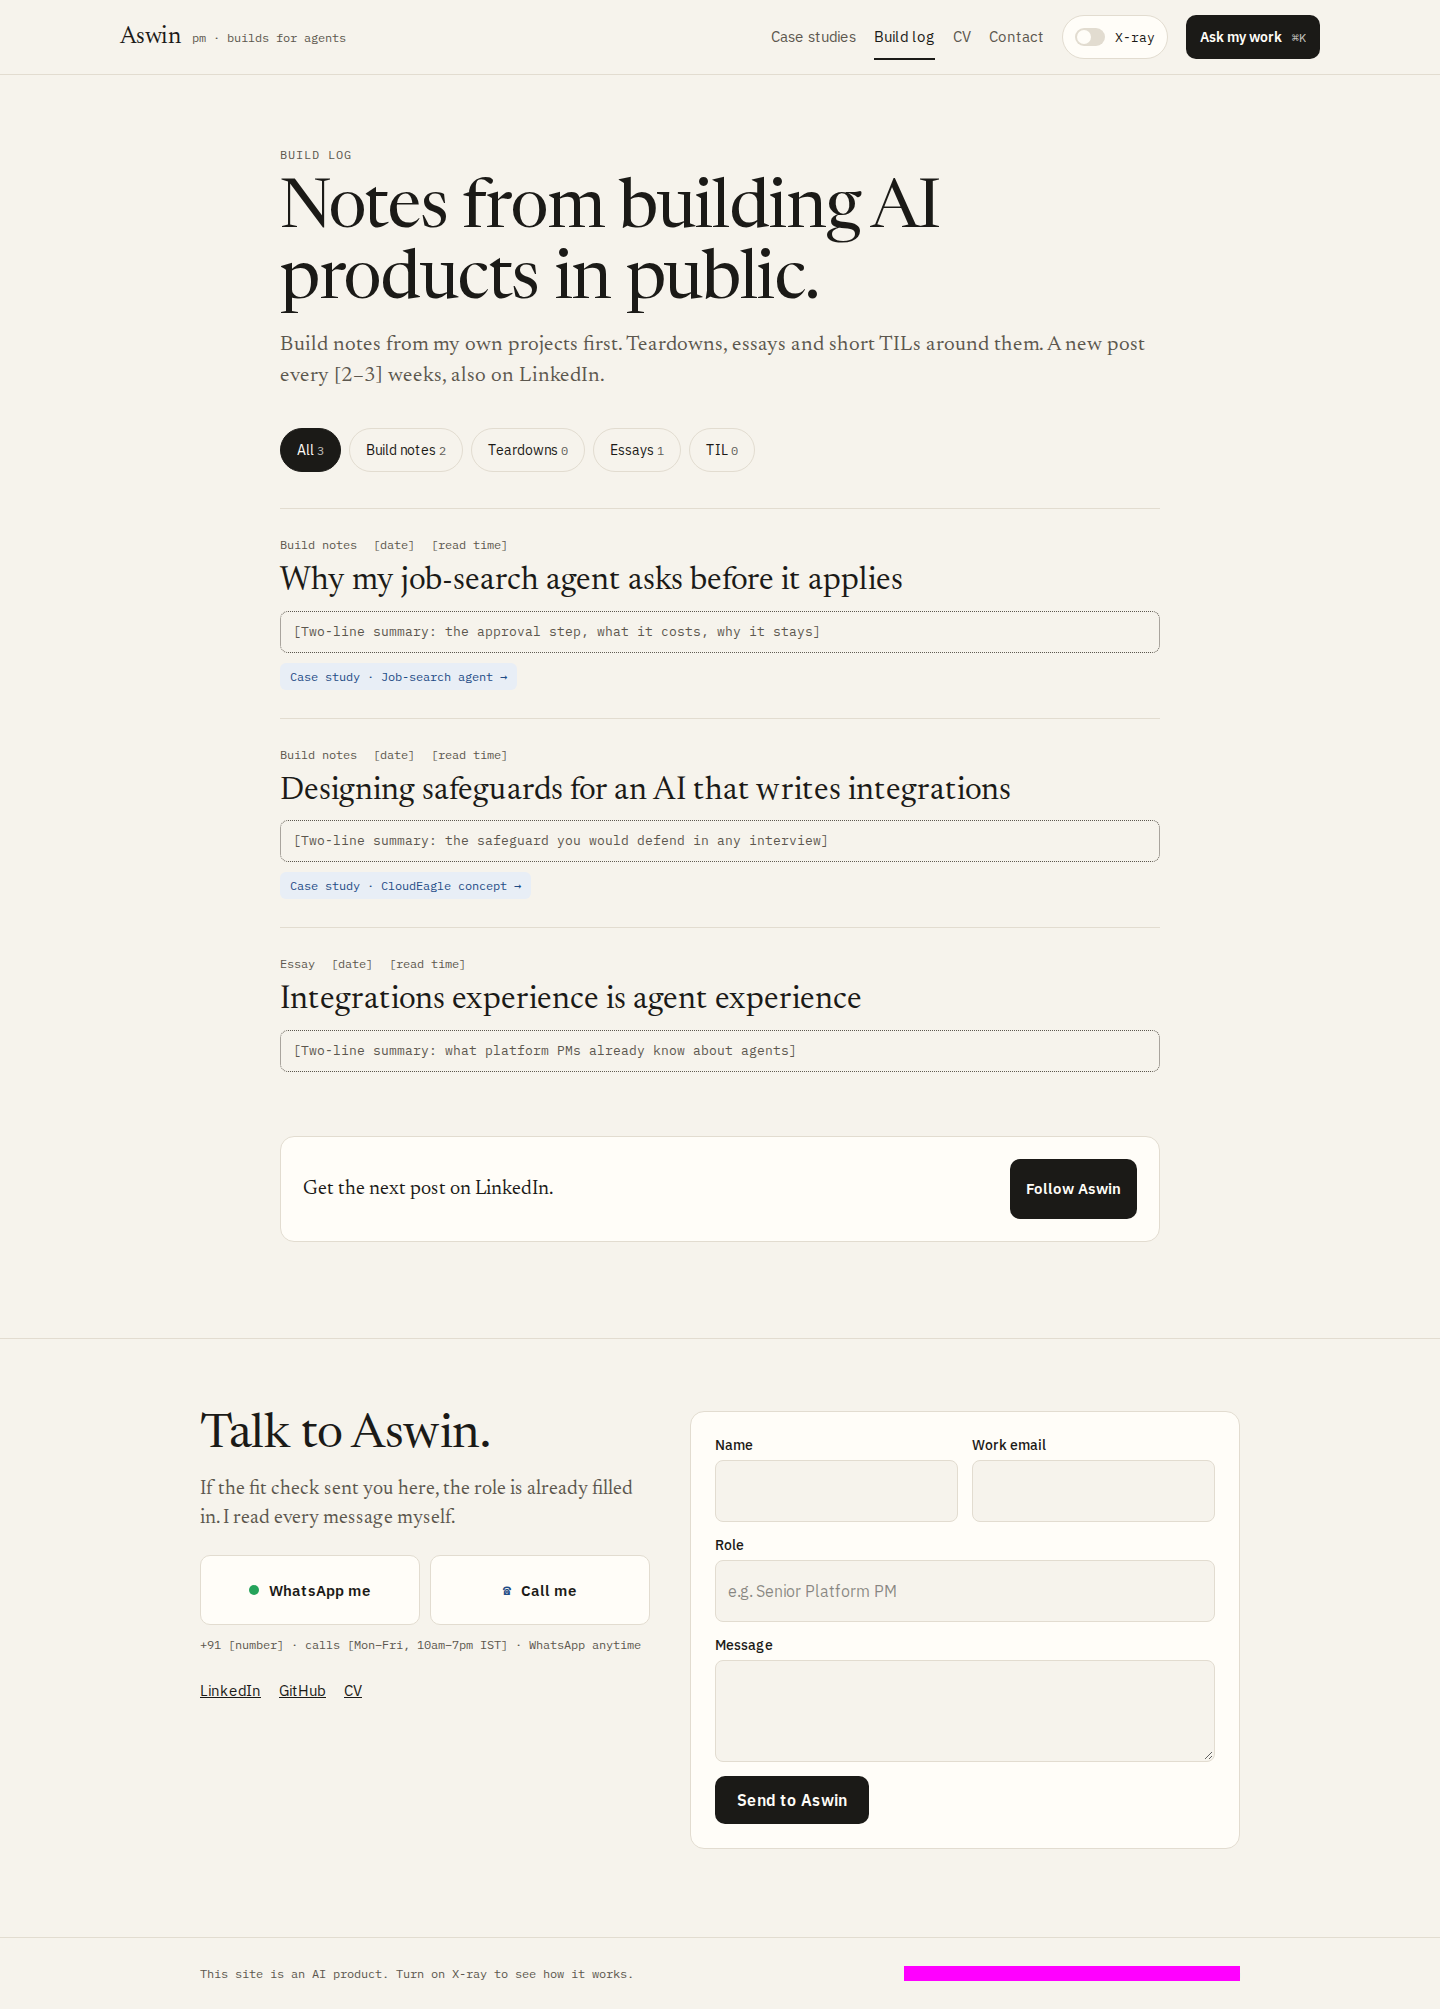 Aswin pm · builds for agents
Case studies Build log CV Contact X-ray Ask my work ⌘K
BUILD LOG
Notes from building AI
products in public.
Build notes from my own projects first. Teardowns, essays and short TILs around them. A new post
every [2–3] weeks, also on LinkedIn.
All 3 Build notes 2 Teardowns 0 Essays 1 TIL 0
Build notes [date] [read time]
Why my job-search agent asks before it applies
[Two-line summary: the approval step, what it costs, why it stays]
Case study · Job-search agent →
Build notes [date] [read time]
Designing safeguards for an AI that writes integrations
[Two-line summary: the safeguard you would defend in any interview]
Case study · CloudEagle concept →
Essay [date] [read time]
Integrations experience is agent experience
[Two-line summary: what platform PMs already know about agents]
Get the next post on LinkedIn.
Follow Aswin
Talk to Aswin.
If the fit check sent you here, the role is already filled
in. I read every message myself.
WhatsApp me
☎ Call me
+91 [number] · calls [Mon–Fri, 10am–7pm IST] · WhatsApp anytime
LinkedIn GitHub CV
Name
Work email
Role
e.g. Senior Platform PM
Message
Send to Aswin
This site is an AI product. Turn on X-ray to see how it works.